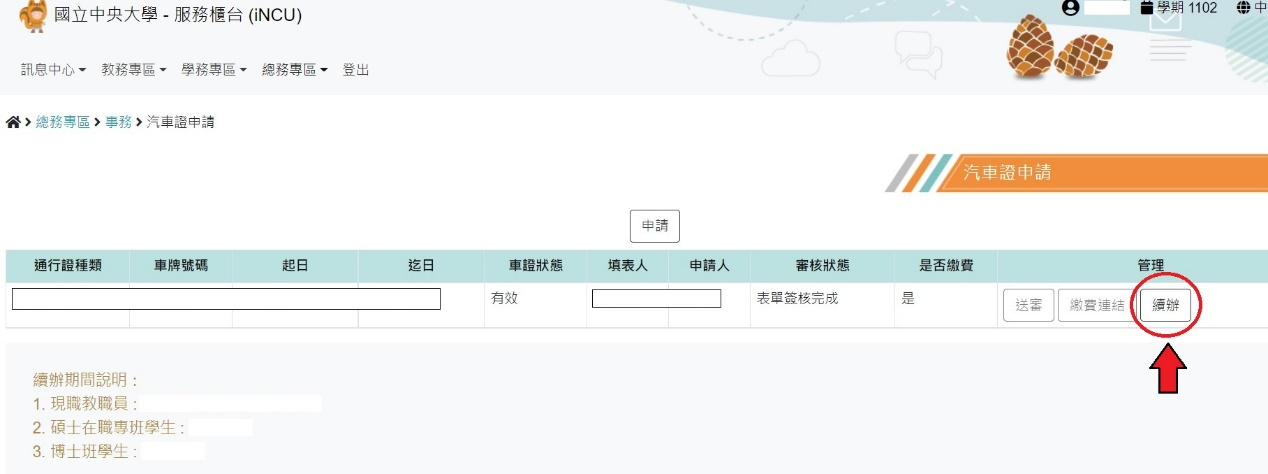 國立中央大學 - 服務櫃台 (iNCU)
學期 1102 中
訊息中心 教務專區 學務專區 總務專區 登出
總務專區 事務 汽車證申請
汽車證申請
申請
通行證種類 車牌號碼 起日 迄日 車證狀態 填表人 申請人 審核狀態 是否繳費 管理
有效 表單簽核完成 是 送審 繳費連結 續辦
續辦期間說明：
1. 現職教職員：
2. 碩士在職專班學生：
3. 博士班學生：